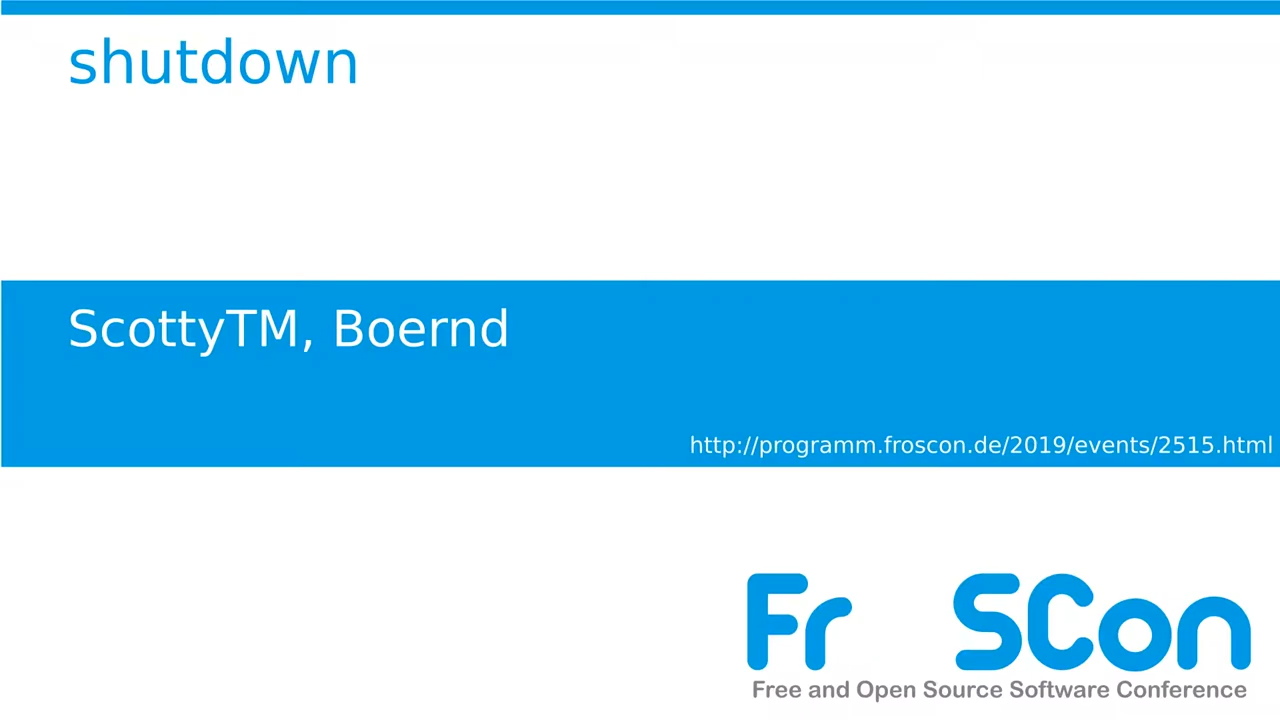 shutdown
ScottyTM, Boernd
http://programm.froscon.de/2019/events/2515.html
Fr SCon
Free and Open Source Software Conference